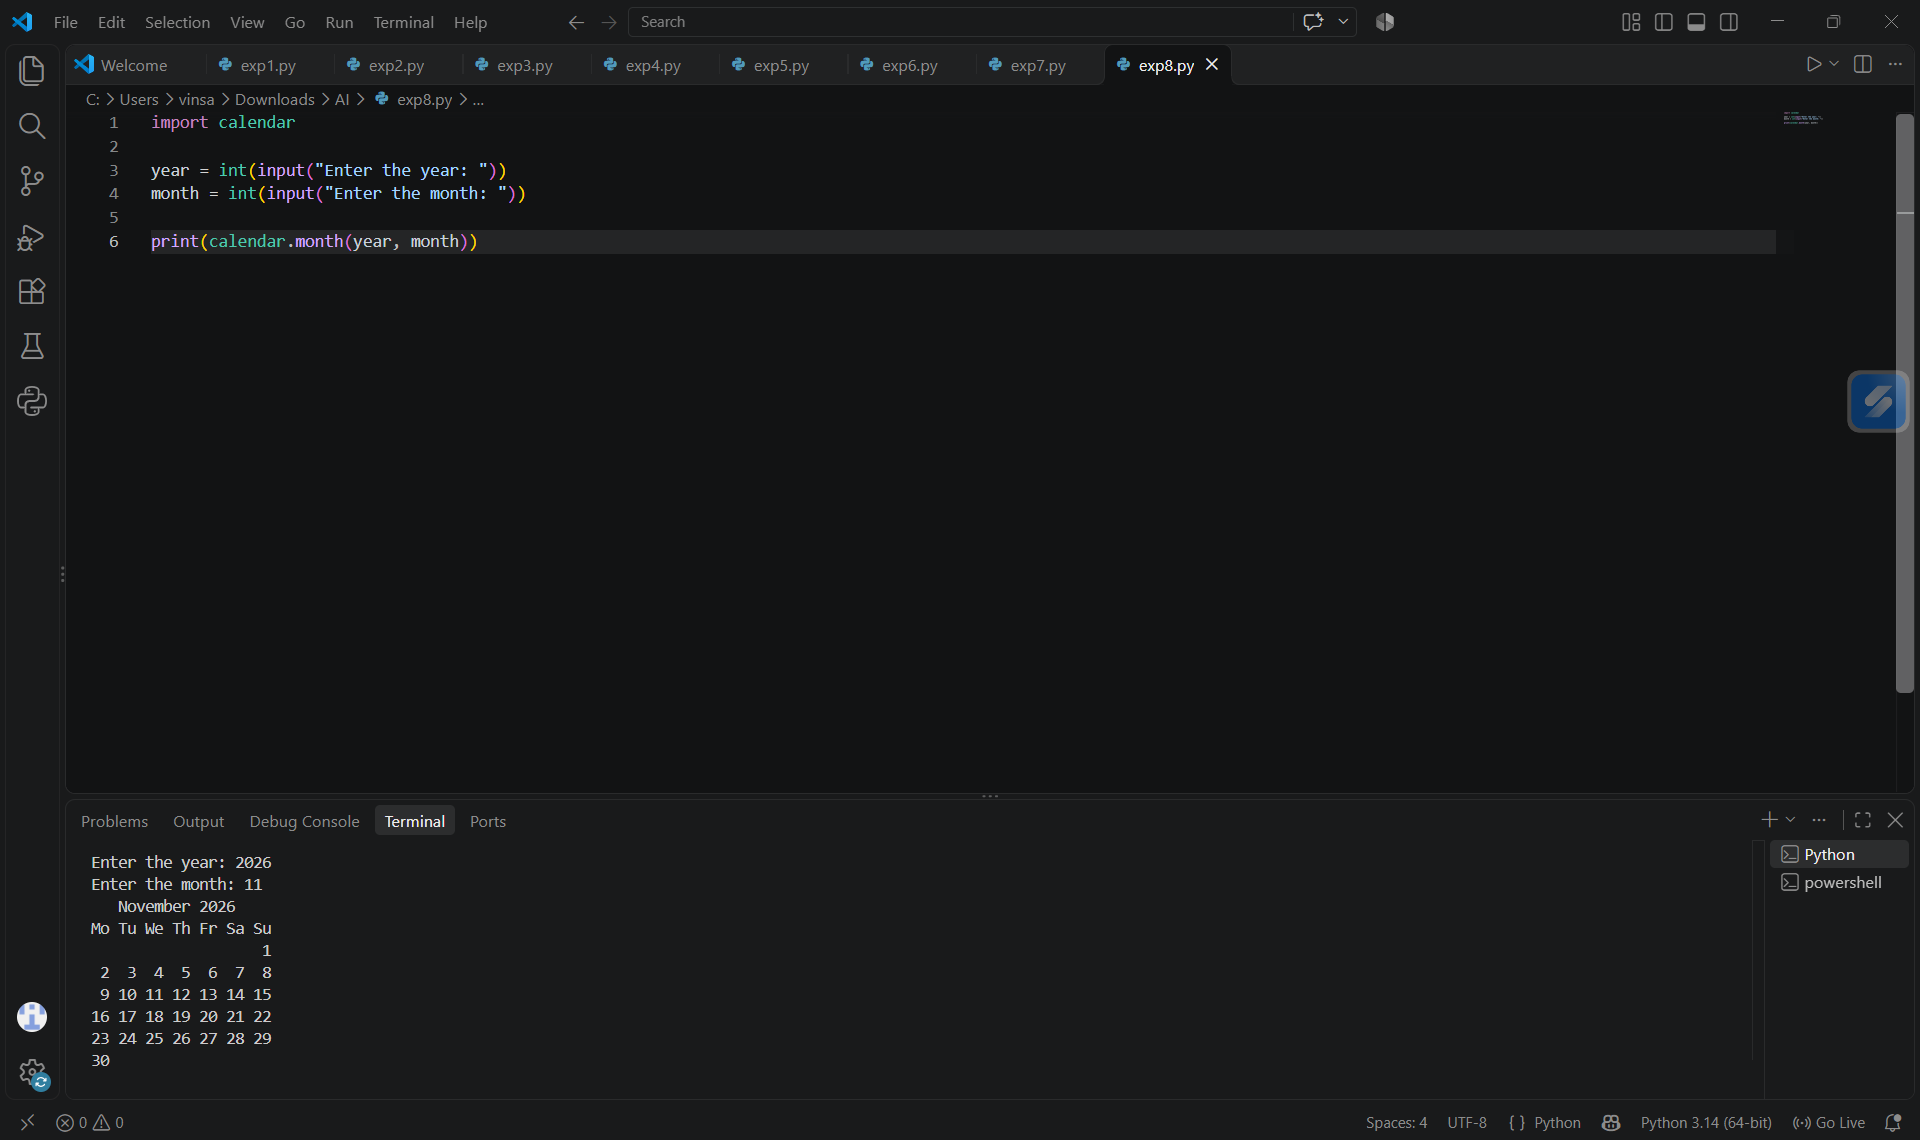 File Edit Selection View Go Run Terminal Help Search
Welcome exp1.py exp2.py exp3.py exp4.py exp5.py exp6.py exp7.py exp8.py
C: > Users > vinsa > Downloads > AI > exp8.py > ...
1 import calendar
2
3 year = int(input("Enter the year: "))
4 month = int(input("Enter the month: "))
5
6 print(calendar.month(year, month))
Problems Output Debug Console Terminal Ports
Enter the year: 2026
Enter the month: 11
   November 2026
Mo Tu We Th Fr Sa Su
                   1
 2  3  4  5  6  7  8
 9 10 11 12 13 14 15
16 17 18 19 20 21 22
23 24 25 26 27 28 29
30
Python
powershell
0 0 Spaces: 4 UTF-8 { } Python Python 3.14 (64-bit) Go Live